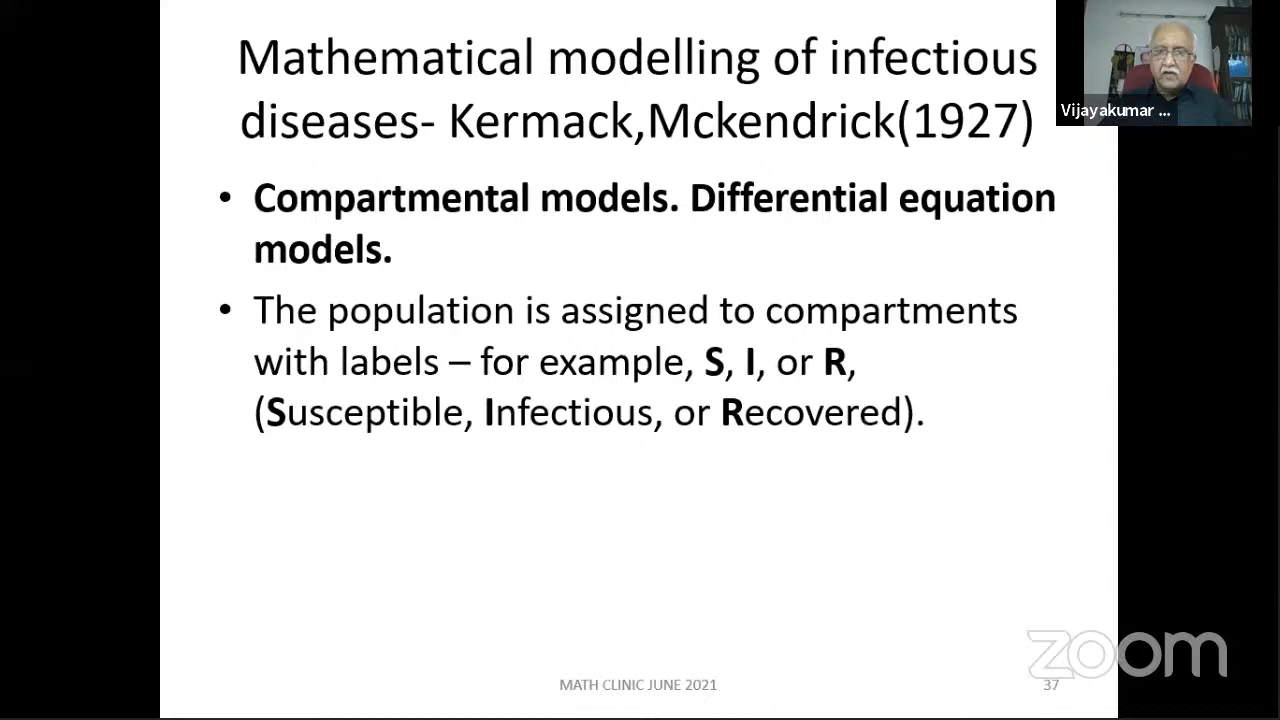 Mathematical modelling of infectious
diseases- Kermack,Mckendrick(1927)
Vijayakumar ...
• Compartmental models. Differential equation
models.
• The population is assigned to compartments
with labels – for example, S, I, or R,
(Susceptible, Infectious, or Recovered).
zoom
MATH CLINIC JUNE 2021
37